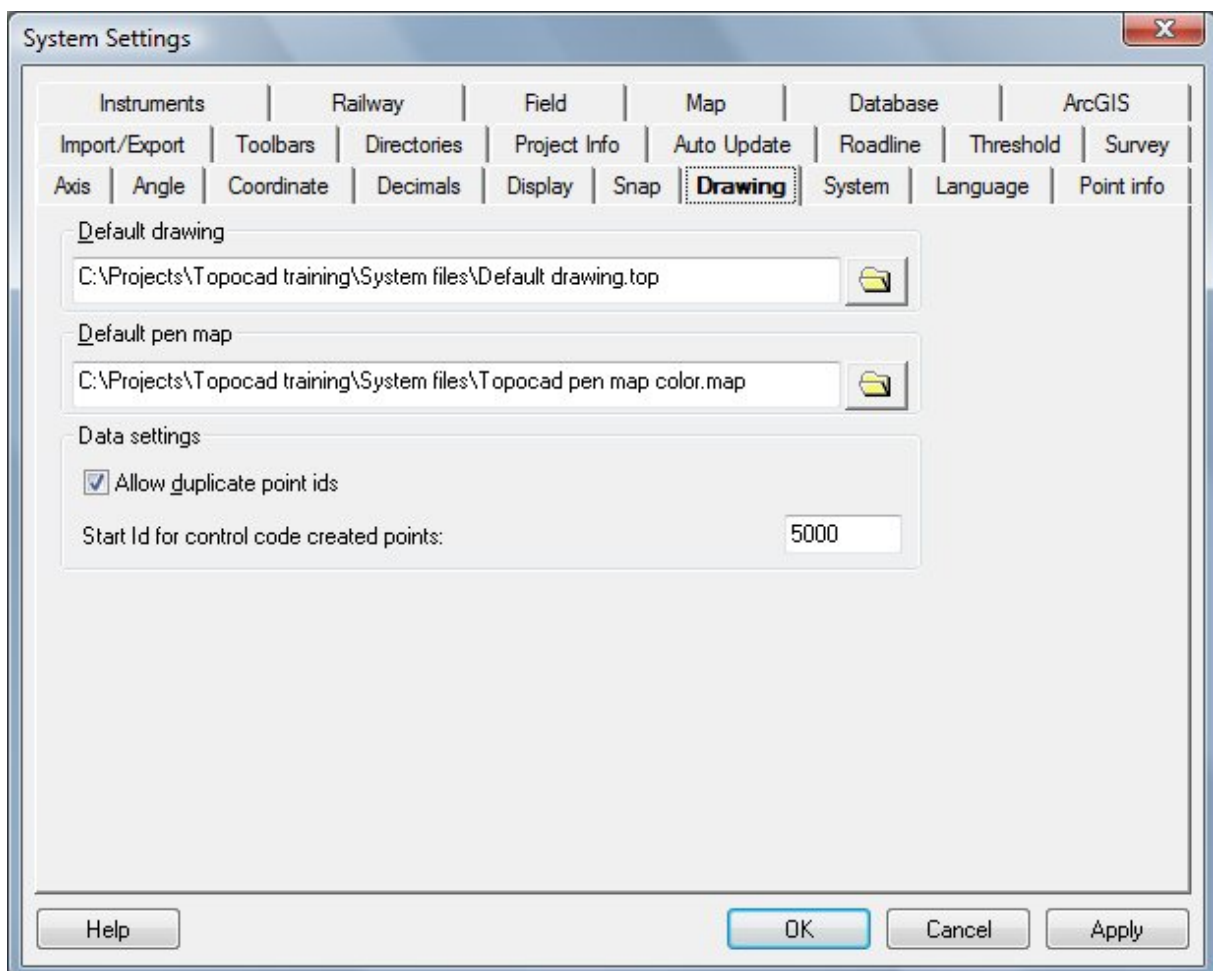 System Settings
Instruments Railway Field Map Database ArcGIS
Import/Export Toolbars Directories Project Info Auto Update Roadline Threshold Survey
Axis Angle Coordinate Decimals Display Snap Drawing System Language Point info
Default drawing
C:\Projects\Topocad training\System files\Default drawing.top
Default pen map
C:\Projects\Topocad training\System files\Topocad pen map color.map
Data settings
Allow duplicate point ids
Start Id for control code created points: 5000
Help OK Cancel Apply